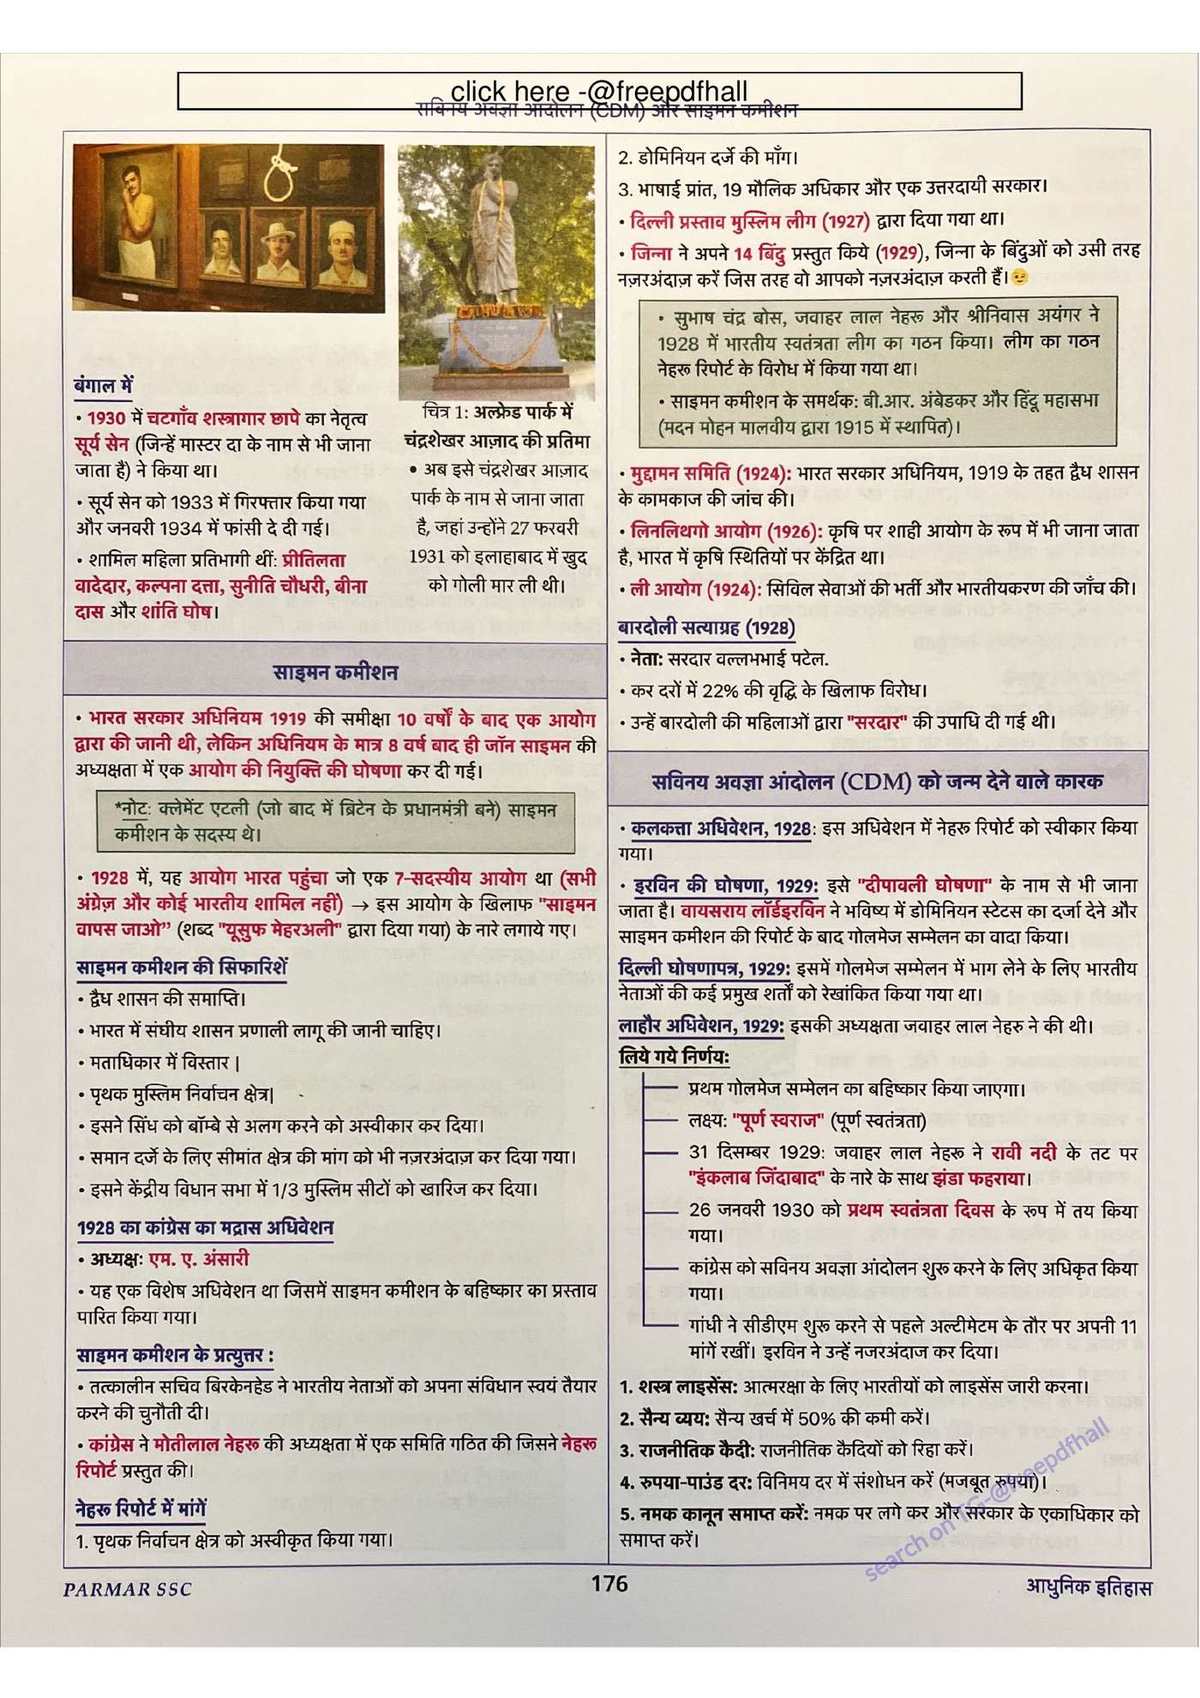 click here -@freepdfhall
सविनय अवज्ञा आंदोलन (CDM) और साइमन कमीशन
बंगाल में
• 1930 में चटगाँव शस्त्रागार छापे का नेतृत्व
सूर्य सेन (जिन्हें मास्टर दा के नाम से भी जाना
जाता है) ने किया था।
• सूर्य सेन को 1933 में गिरफ्तार किया गया
और जनवरी 1934 में फांसी दे दी गई।
• शामिल महिला प्रतिभागी थीं: प्रीतिलता
वादेदार, कल्पना दत्ता, सुनीति चौधरी, बीना
दास और शांति घोष।
चित्र 1: अल्फ्रेड पार्क में
चंद्रशेखर आज़ाद की प्रतिमा
• अब इसे चंद्रशेखर आज़ाद
पार्क के नाम से जाना जाता
है, जहां उन्होंने 27 फरवरी
1931 को इलाहाबाद में खुद
को गोली मार ली थी।
साइमन कमीशन
• भारत सरकार अधिनियम 1919 की समीक्षा 10 वर्षों के बाद एक आयोग
द्वारा की जानी थी, लेकिन अधिनियम के मात्र 8 वर्ष बाद ही जॉन साइमन की
अध्यक्षता में एक आयोग की नियुक्ति की घोषणा कर दी गई।
*नोट: क्लेमेंट एटली (जो बाद में ब्रिटेन के प्रधानमंत्री बने) साइमन
कमीशन के सदस्य थे।
• 1928 में, यह आयोग भारत पहुंचा जो एक 7-सदस्यीय आयोग था (सभी
अंग्रेज़ और कोई भारतीय शामिल नहीं) → इस आयोग के खिलाफ "साइमन
वापस जाओ” (शब्द "यूसुफ मेहरअली" द्वारा दिया गया) के नारे लगाये गए।
साइमन कमीशन की सिफारिशें
• द्वैध शासन की समाप्ति।
• भारत में संघीय शासन प्रणाली लागू की जानी चाहिए।
• मताधिकार में विस्तार |
• पृथक मुस्लिम निर्वाचन क्षेत्र|
• इसने सिंध को बॉम्बे से अलग करने को अस्वीकार कर दिया।
• समान दर्जे के लिए सीमांत क्षेत्र की मांग को भी नज़रअंदाज़ कर दिया गया।
• इसने केंद्रीय विधान सभा में 1/3 मुस्लिम सीटों को खारिज कर दिया।
1928 का कांग्रेस का मद्रास अधिवेशन
• अध्यक्ष: एम. ए. अंसारी
• यह एक विशेष अधिवेशन था जिसमें साइमन कमीशन के बहिष्कार का प्रस्ताव
पारित किया गया।
साइमन कमीशन के प्रत्युत्तर :
• तत्कालीन सचिव बिरकेनहेड ने भारतीय नेताओं को अपना संविधान स्वयं तैयार
करने की चुनौती दी।
• कांग्रेस ने मोतीलाल नेहरू की अध्यक्षता में एक समिति गठित की जिसने नेहरू
रिपोर्ट प्रस्तुत की।
नेहरू रिपोर्ट में मांगें
1. पृथक निर्वाचन क्षेत्र को अस्वीकृत किया गया।
2. डोमिनियन दर्जे की माँग।
3. भाषाई प्रांत, 19 मौलिक अधिकार और एक उत्तरदायी सरकार।
• दिल्ली प्रस्ताव मुस्लिम लीग (1927) द्वारा दिया गया था।
• जिन्ना ने अपने 14 बिंदु प्रस्तुत किये (1929), जिन्ना के बिंदुओं को उसी तरह
नज़रअंदाज़ करें जिस तरह वो आपको नज़रअंदाज़ करती हैं।😉
• सुभाष चंद्र बोस, जवाहर लाल नेहरू और श्रीनिवास अयंगर ने
1928 में भारतीय स्वतंत्रता लीग का गठन किया। लीग का गठन
नेहरू रिपोर्ट के विरोध में किया गया था।
• साइमन कमीशन के समर्थक: बी.आर. अंबेडकर और हिंदू महासभा
(मदन मोहन मालवीय द्वारा 1915 में स्थापित)।
• मुद्दामन समिति (1924): भारत सरकार अधिनियम, 1919 के तहत द्वैध शासन
के कामकाज की जांच की।
• लिनलिथगो आयोग (1926): कृषि पर शाही आयोग के रूप में भी जाना जाता
है, भारत में कृषि स्थितियों पर केंद्रित था।
• ली आयोग (1924): सिविल सेवाओं की भर्ती और भारतीयकरण की जाँच की।
बारदोली सत्याग्रह (1928)
• नेता: सरदार वल्लभभाई पटेल.
• कर दरों में 22% की वृद्धि के खिलाफ विरोध।
• उन्हें बारदोली की महिलाओं द्वारा "सरदार" की उपाधि दी गई थी।
सविनय अवज्ञा आंदोलन (CDM) को जन्म देने वाले कारक
• कलकत्ता अधिवेशन, 1928: इस अधिवेशन में नेहरू रिपोर्ट को स्वीकार किया
गया।
• इरविन की घोषणा, 1929: इसे "दीपावली घोषणा" के नाम से भी जाना
जाता है। वायसराय लॉर्डइरविन ने भविष्य में डोमिनियन स्टेटस का दर्जा देने और
साइमन कमीशन की रिपोर्ट के बाद गोलमेज सम्मेलन का वादा किया।
दिल्ली घोषणापत्र, 1929: इसमें गोलमेज सम्मेलन में भाग लेने के लिए भारतीय
नेताओं की कई प्रमुख शर्तों को रेखांकित किया गया था।
लाहौर अधिवेशन, 1929: इसकी अध्यक्षता जवाहर लाल नेहरु ने की थी।
लिये गये निर्णय:
प्रथम गोलमेज सम्मेलन का बहिष्कार किया जाएगा।
लक्ष्य: "पूर्ण स्वराज" (पूर्ण स्वतंत्रता)
31 दिसम्बर 1929: जवाहर लाल नेहरू ने रावी नदी के तट पर
"इंकलाब जिंदाबाद" के नारे के साथ झंडा फहराया।
26 जनवरी 1930 को प्रथम स्वतंत्रता दिवस के रूप में तय किया
गया।
कांग्रेस को सविनय अवज्ञा आंदोलन शुरू करने के लिए अधिकृत किया
गया।
गांधी ने सीडीएम शुरू करने से पहले अल्टीमेटम के तौर पर अपनी 11
मांगें रखीं। इरविन ने उन्हें नजरअंदाज कर दिया।
1. शस्त्र लाइसेंस: आत्मरक्षा के लिए भारतीयों को लाइसेंस जारी करना।
2. सैन्य व्यय: सैन्य खर्च में 50% की कमी करें।
3. राजनीतिक कैदी: राजनीतिक कैदियों को रिहा करें।
4. रुपया-पाउंड दर: विनिमय दर में संशोधन करें (मजबूत रुपया)।
5. नमक कानून समाप्त करें: नमक पर लगे कर और सरकार के एकाधिकार को
समाप्त करें।
search on TG-@freepdfhall
PARMAR SSC
176
आधुनिक इतिहास